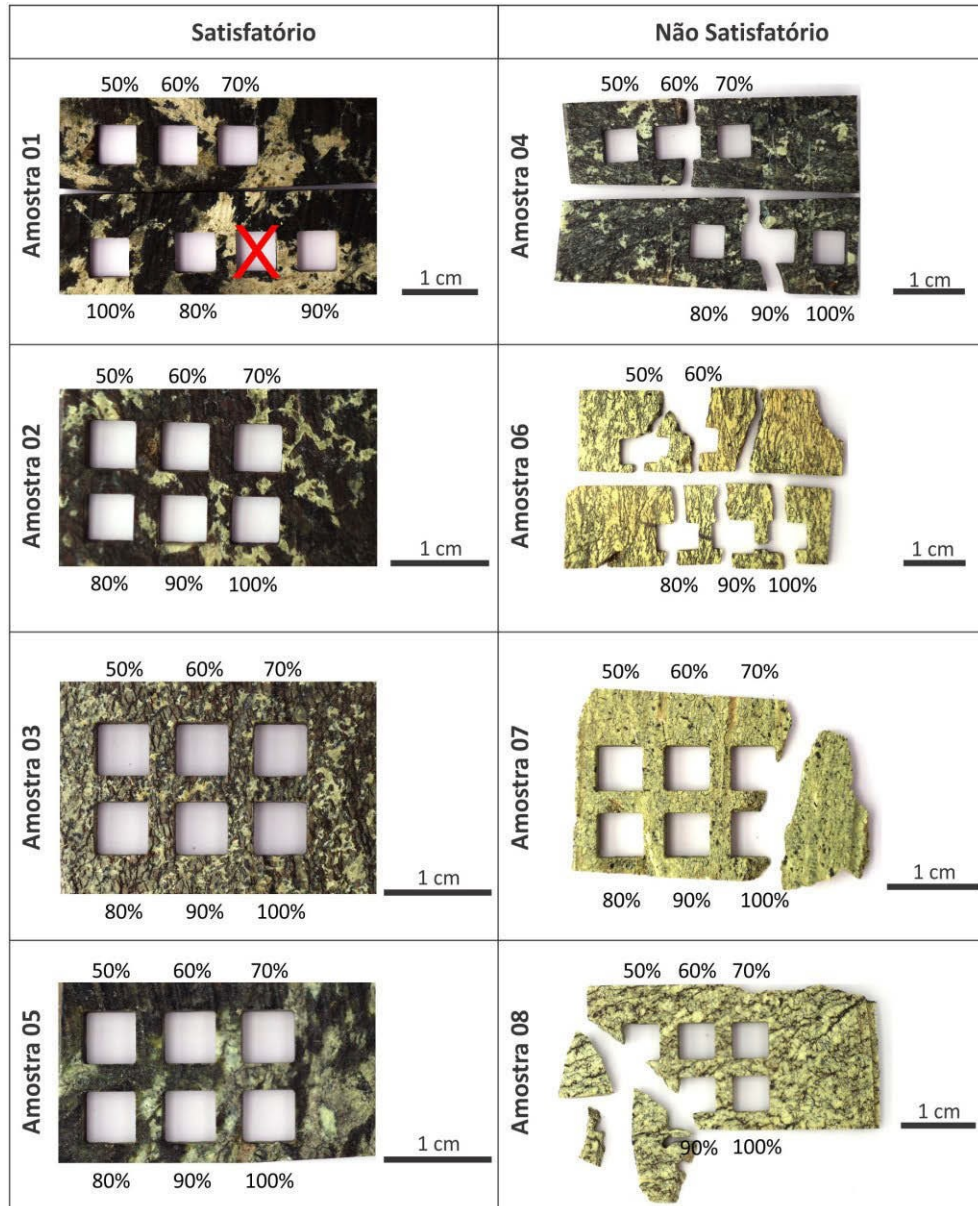 Satisfatório
Não Satisfatório
Amostra 01
50% 60% 70%
100% 80% 90%
1 cm
Amostra 04
50% 60% 70%
80% 90% 100%
1 cm
Amostra 02
50% 60% 70%
80% 90% 100%
1 cm
Amostra 06
50% 60%
80% 90% 100%
1 cm
Amostra 03
50% 60% 70%
80% 90% 100%
1 cm
Amostra 07
50% 60% 70%
80% 90% 100%
1 cm
Amostra 05
50% 60% 70%
80% 90% 100%
1 cm
Amostra 08
50% 60% 70%
90% 100%
1 cm